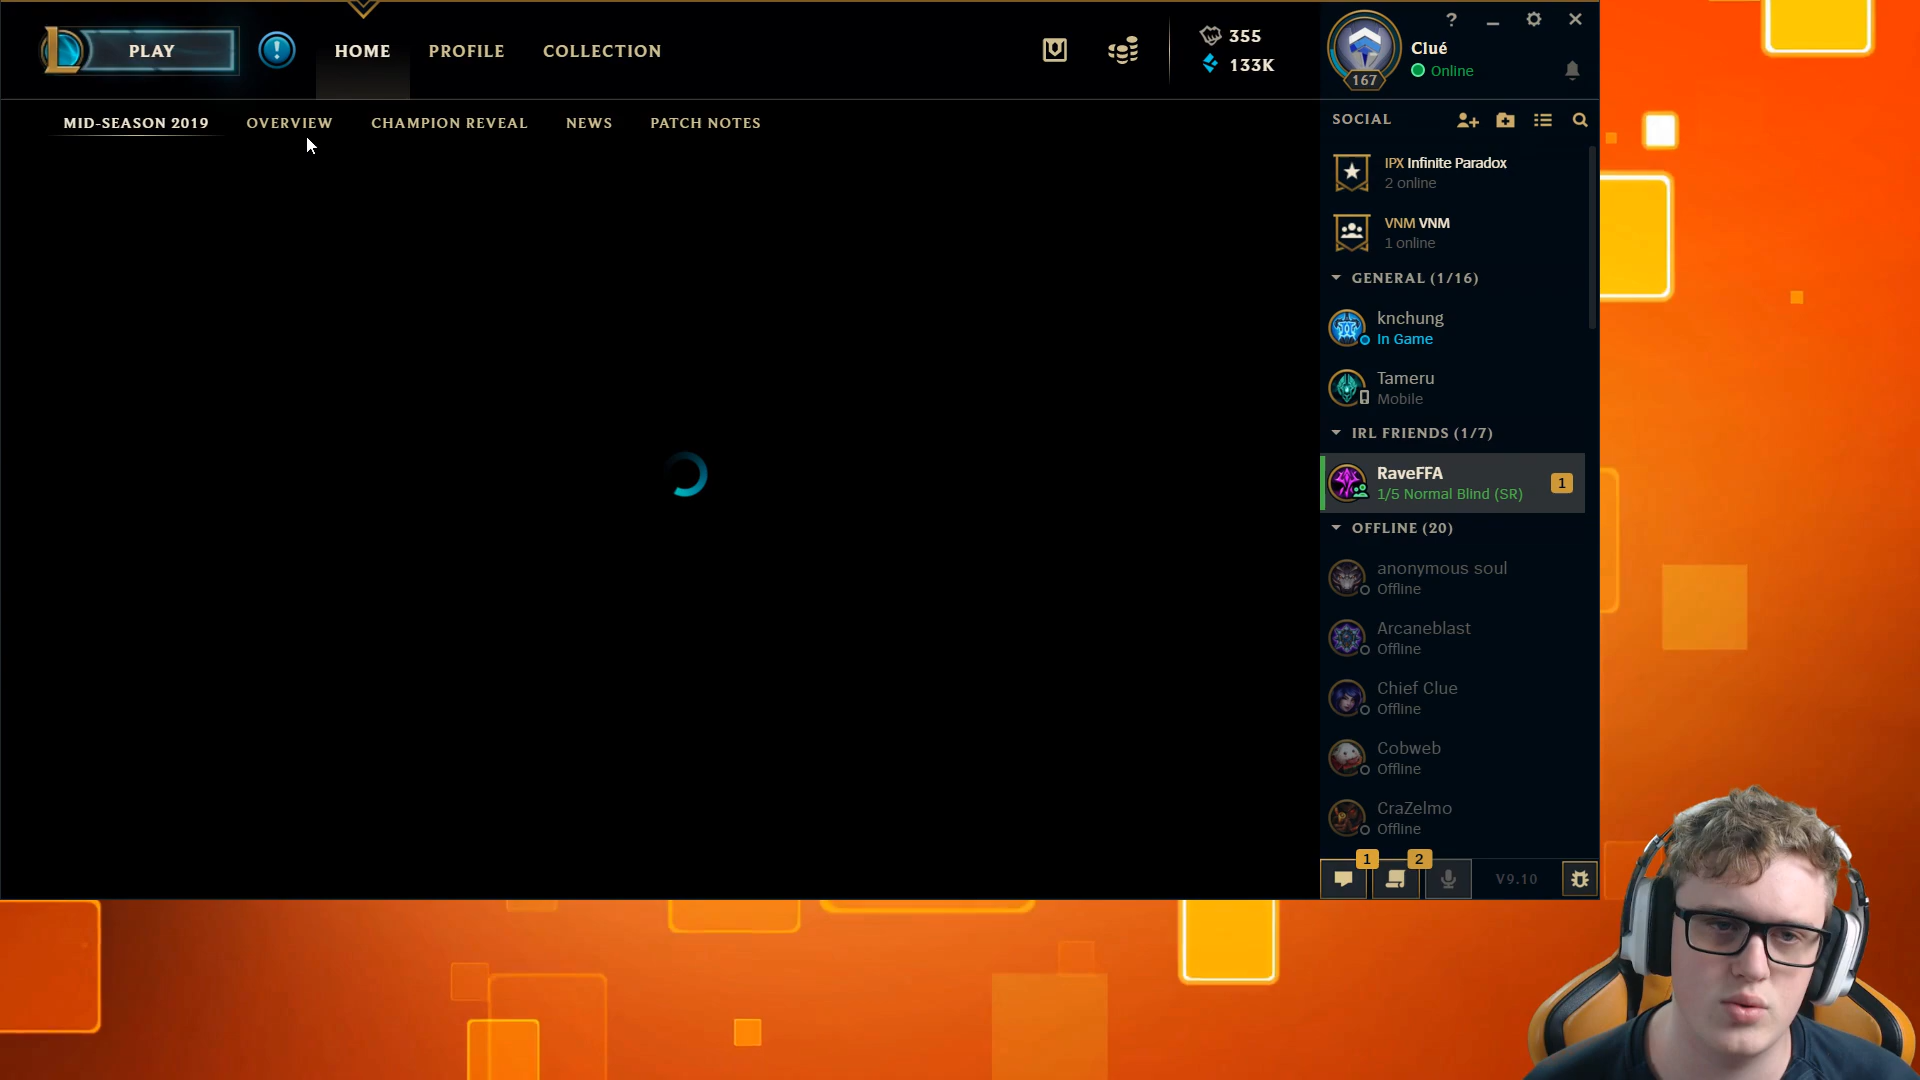 PLAY
HOME
PROFILE
COLLECTION
355
133K
?
167
Clué
Online
MID-SEASON 2019
OVERVIEW
CHAMPION REVEAL
NEWS
PATCH NOTES
SOCIAL
IPX Infinite Paradox
2 online
VNM VNM
1 online
GENERAL (1/16)
knchung
In Game
Tameru
Mobile
IRL FRIENDS (1/7)
RaveFFA
1/5 Normal Blind (SR)
1
OFFLINE (20)
anonymous soul
Offline
Arcaneblast
Offline
Chief Clue
Offline
Cobweb
Offline
CraZelmo
Offline
1
2
V9.10